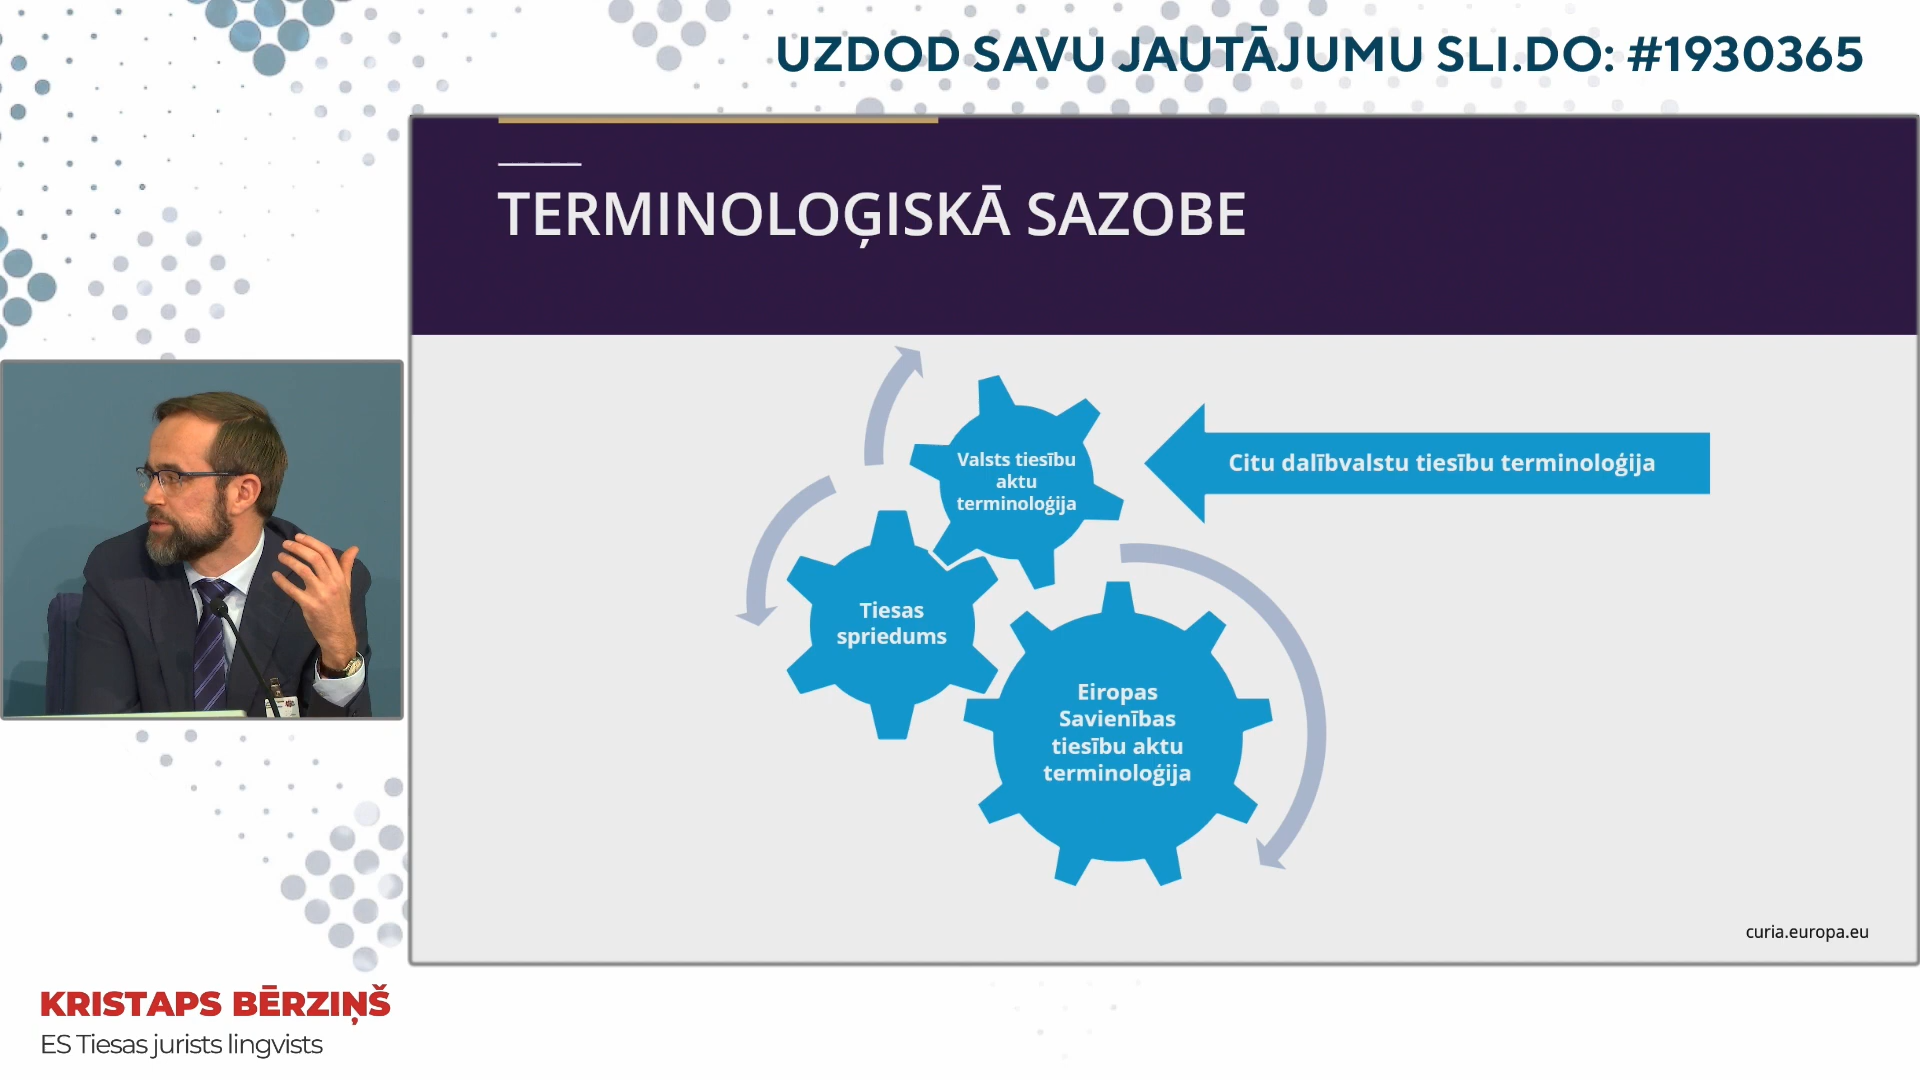 UZDOD SAVU JAUTĀJUMU SLI.DO: #1930365
TERMINOLOĢISKĀ SAZOBE
Valsts tiesību
aktu
terminoloģija
Citu dalībvalstu tiesību terminoloģija
Tiesas
spriedums
Eiropas
Savienības
tiesību aktu
terminoloģija
curia.europa.eu
KRISTAPS BĒRZIŅŠ
ES Tiesas jurists lingvists